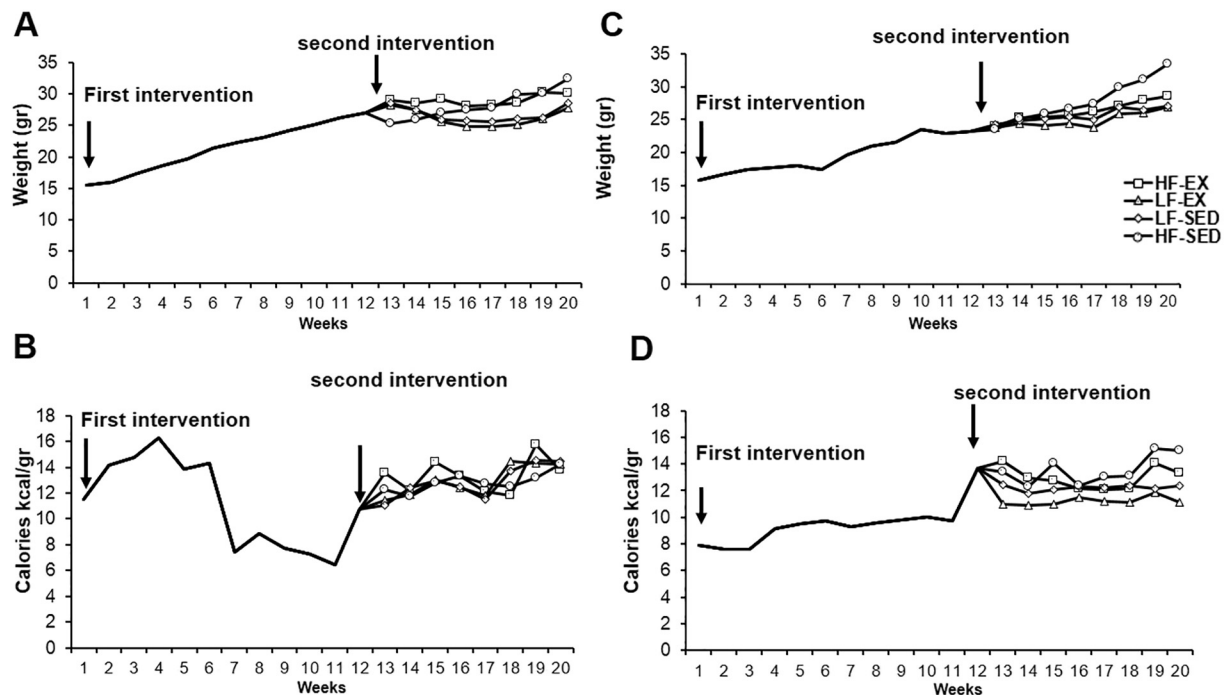 A
second intervention
First intervention
Weight (gr)
35
30
25
20
15
10
5
0
1 2 3 4 5 6 7 8 9 10 11 12 13 14 15 16 17 18 19 20
Weeks
C
second intervention
First intervention
Weight (gr)
35
30
25
20
15
10
5
0
1 2 3 4 5 6 7 8 9 10 11 12 13 14 15 16 17 18 19 20
Weeks
HF-EX
LF-EX
LF-SED
HF-SED
B
second intervention
First intervention
Calories kcal/gr
18
16
14
12
10
8
6
4
2
0
1 2 3 4 5 6 7 8 9 10 11 12 13 14 15 16 17 18 19 20
Weeks
D
second intervention
First intervention
Calories kcal/gr
18
16
14
12
10
8
6
4
2
0
1 2 3 4 5 6 7 8 9 10 11 12 13 14 15 16 17 18 19 20
Weeks